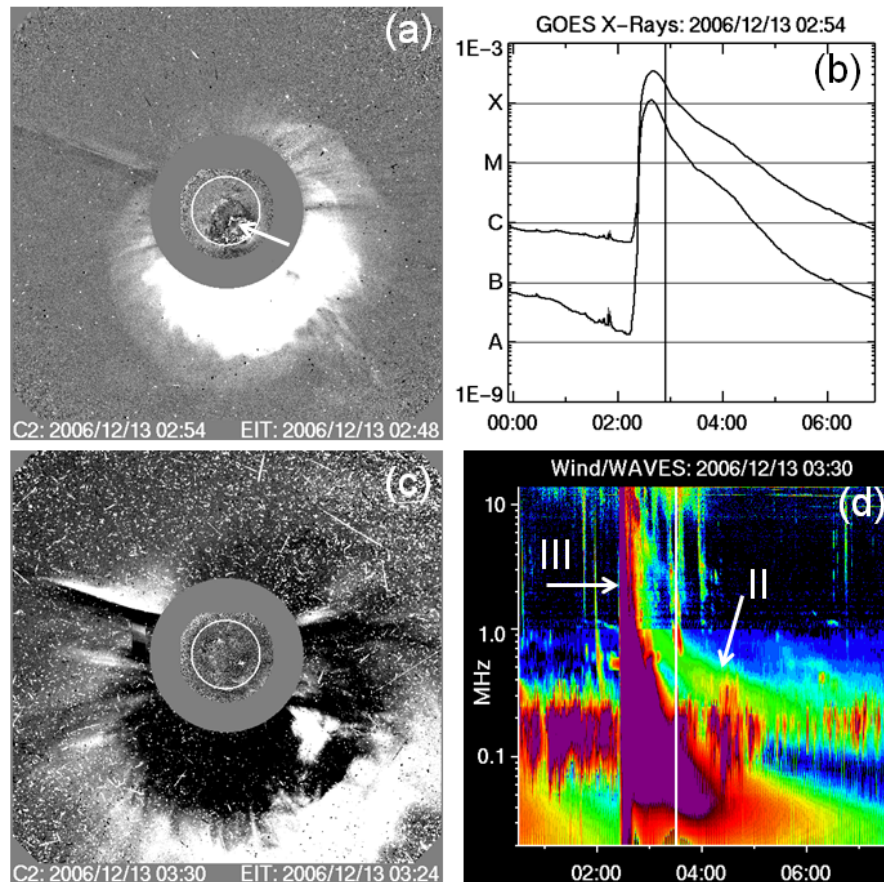 (a)
C2: 2006/12/13 02:54 EIT: 2006/12/13 02:48
GOES X-Rays: 2006/12/13 02:54
(b)
1E-3
X
M
C
B
A
1E-9
00:00 02:00 04:00 06:00
(c)
C2: 2006/12/13 03:30 EIT: 2006/12/13 03:24
Wind/WAVES: 2006/12/13 03:30
(d)
10
III
II
1.0
MHz
0.1
02:00 04:00 06:00